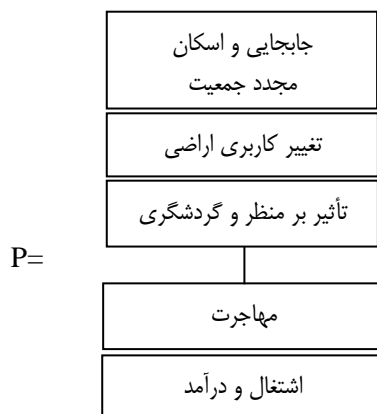 جابجایی و اسکان
مجدد جمعیت
تغییر کاربری اراضی
تأثیر بر منظر و گردشگری
P=
مهاجرت
اشتغال و درآمد